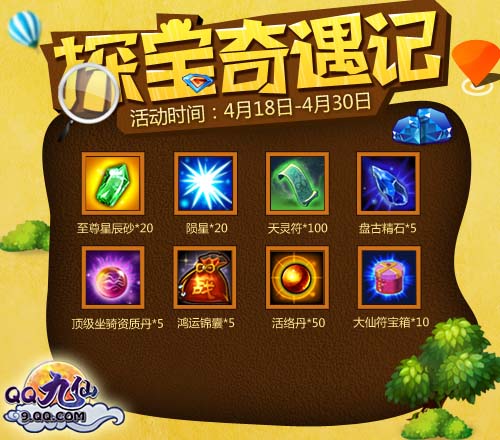 探宝奇遇记
活动时间：4月18日-4月30日
至尊星辰砂*20
陨星*20
天灵符*100
盘古精石*5
顶级坐骑资质丹*5
鸿运锦囊*5
活络丹*50
大仙符宝箱*10
QQ九仙
9.QQ.COM